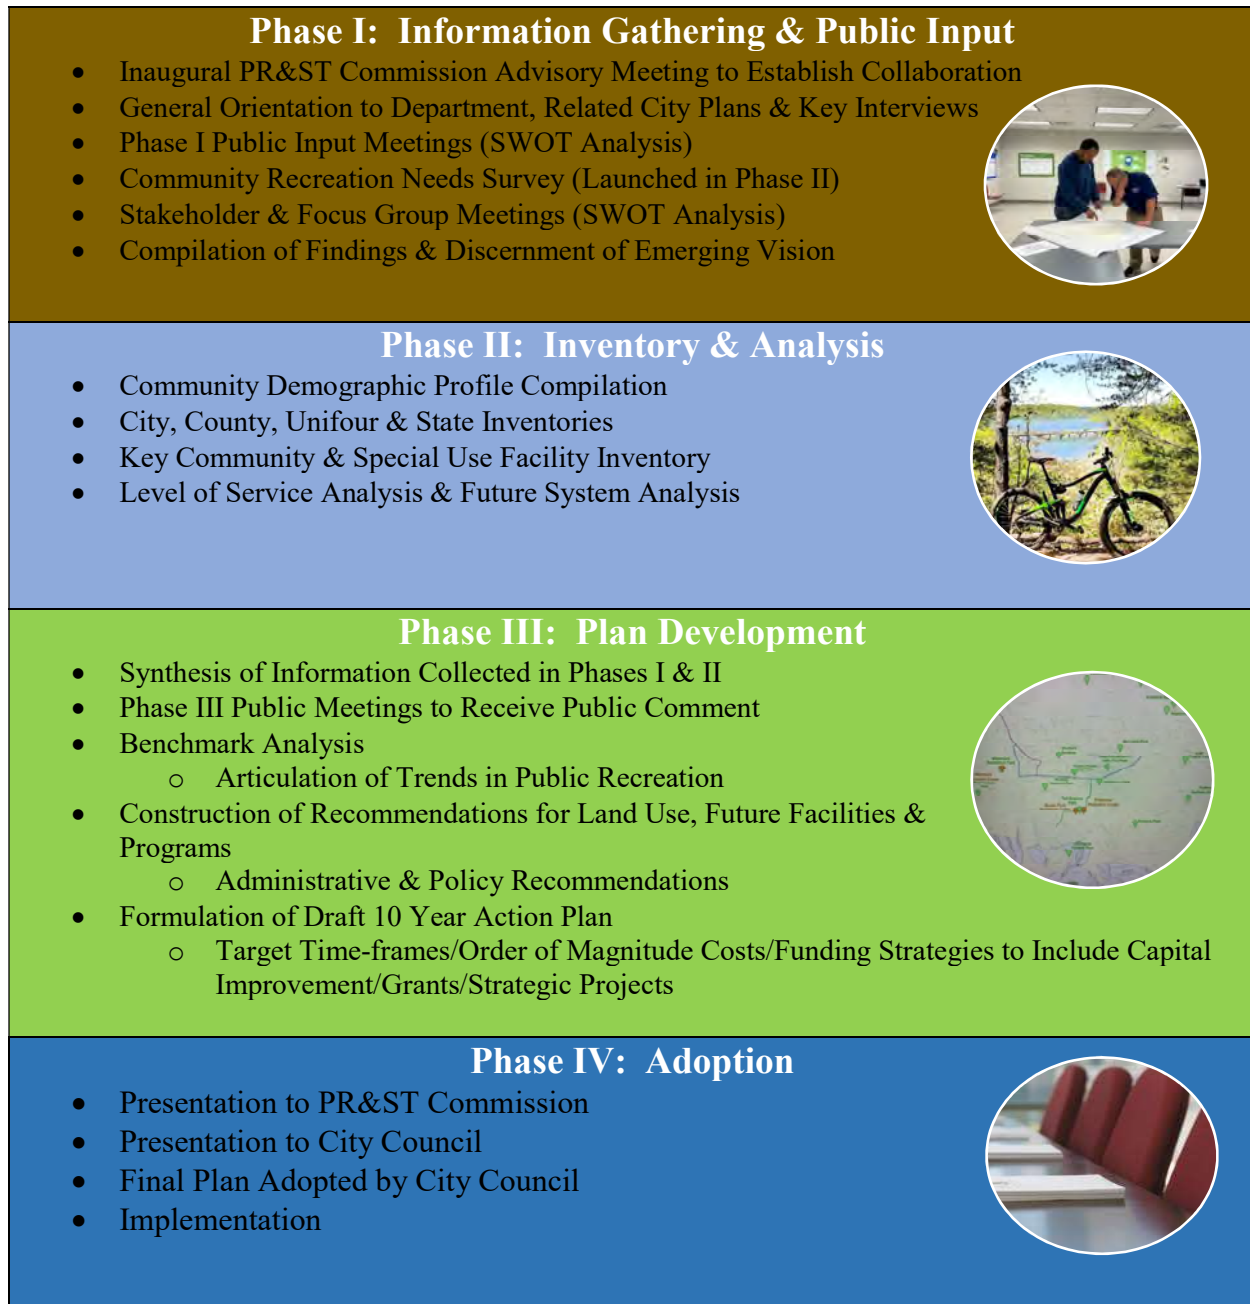 Phase I: Information Gathering & Public Input
• Inaugural PR&ST Commission Advisory Meeting to Establish Collaboration
• General Orientation to Department, Related City Plans & Key Interviews
• Phase I Public Input Meetings (SWOT Analysis)
• Community Recreation Needs Survey (Launched in Phase II)
• Stakeholder & Focus Group Meetings (SWOT Analysis)
• Compilation of Findings & Discernment of Emerging Vision
Phase II: Inventory & Analysis
• Community Demographic Profile Compilation
• City, County, Unifour & State Inventories
• Key Community & Special Use Facility Inventory
• Level of Service Analysis & Future System Analysis
Phase III: Plan Development
• Synthesis of Information Collected in Phases I & II
• Phase III Public Meetings to Receive Public Comment
• Benchmark Analysis
o Articulation of Trends in Public Recreation
• Construction of Recommendations for Land Use, Future Facilities &
Programs
o Administrative & Policy Recommendations
• Formulation of Draft 10 Year Action Plan
o Target Time-frames/Order of Magnitude Costs/Funding Strategies to Include Capital
Improvement/Grants/Strategic Projects
Phase IV: Adoption
• Presentation to PR&ST Commission
• Presentation to City Council
• Final Plan Adopted by City Council
• Implementation